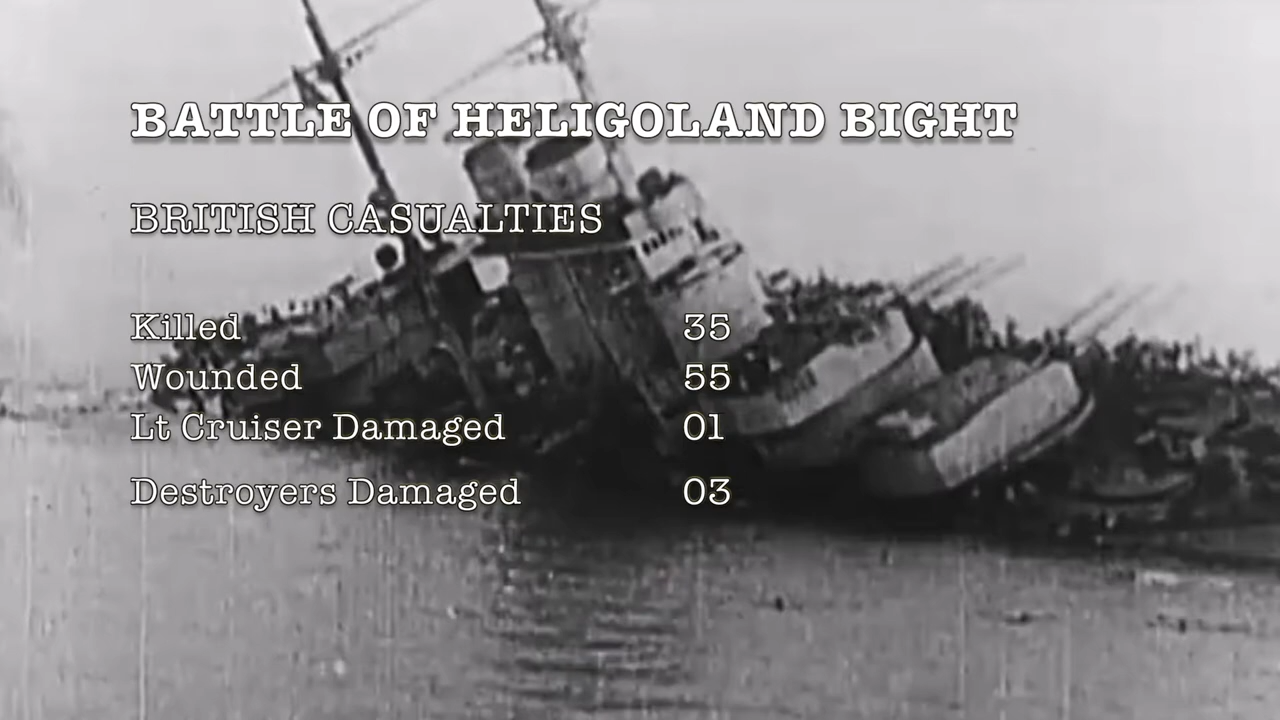 BATTLE OF HELIGOLAND BIGHT
BRITISH CASUALTIES
Killed 35
Wounded 55
Lt Cruiser Damaged 01
Destroyers Damaged 03